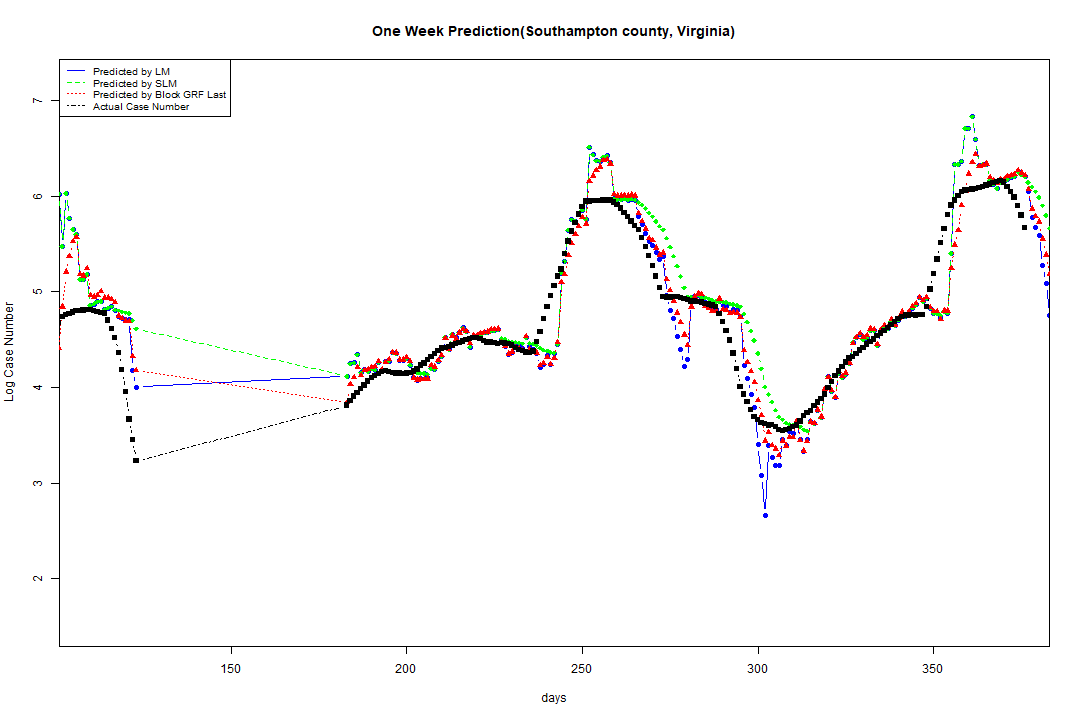 One Week Prediction(Southampton county, Virginia)
Predicted by LM
Predicted by SLM
Predicted by Block GRF Last
Actual Case Number
7
6
5
4
3
2
Log Case Number
150 200 250 300 350
days